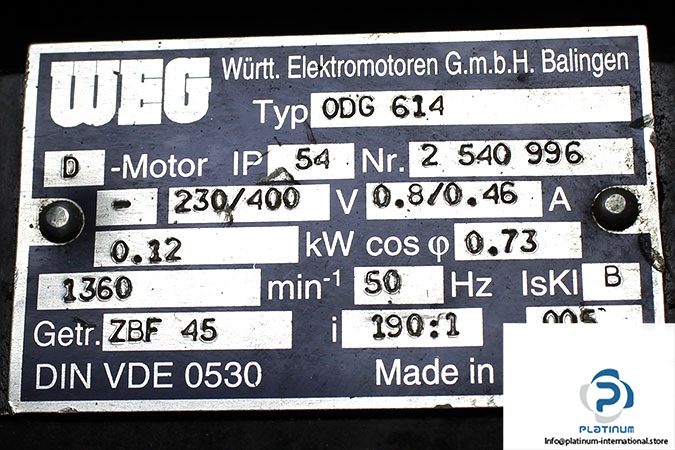 WEG Württ. Elektromotoren G.m.b.H. Balingen
Typ ODG 614
D -Motor IP 54 Nr. 2 540 996
- 230/400 V 0.8/0.46 A
0.12 kW cos φ 0.73
1360 min-1 50 Hz IsKl B
Getr. ZBF 45 i 190:1
DIN VDE 0530 Made in
PLATINUM
Info@platinum-international.store